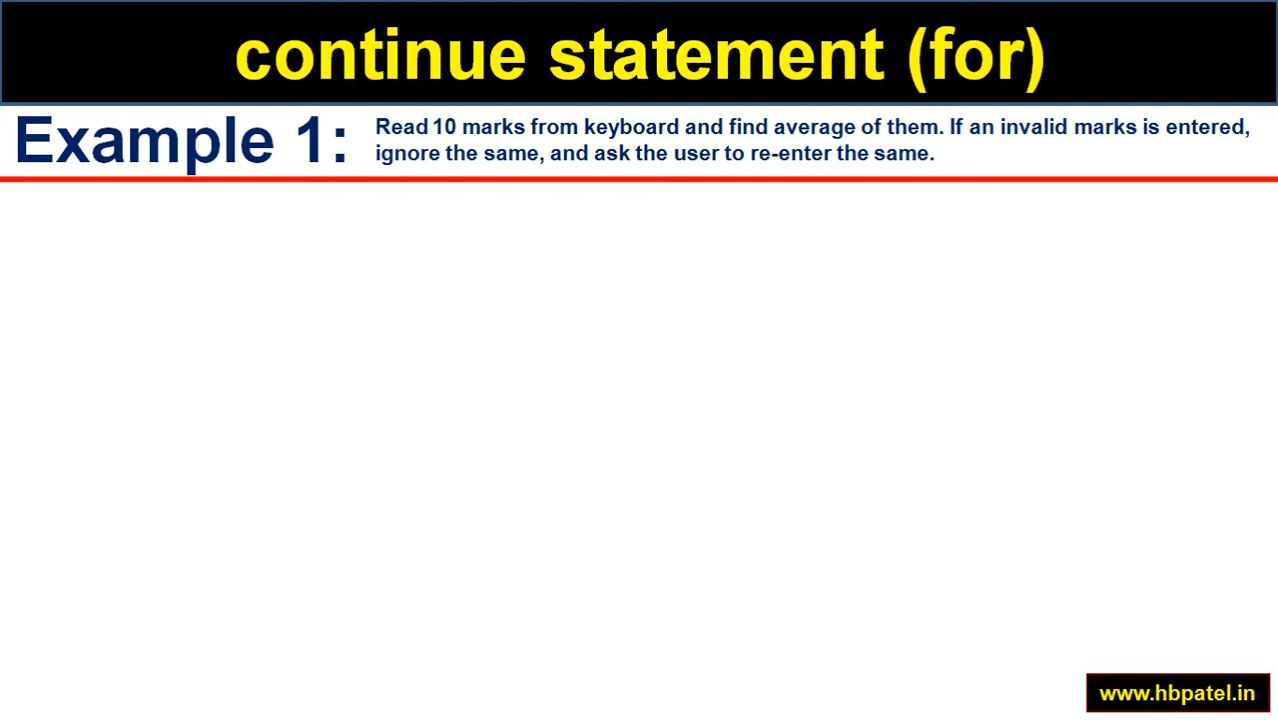 continue statement (for)
Example 1:
Read 10 marks from keyboard and find average of them. If an invalid marks is entered,
ignore the same, and ask the user to re-enter the same.
www.hbpatel.in